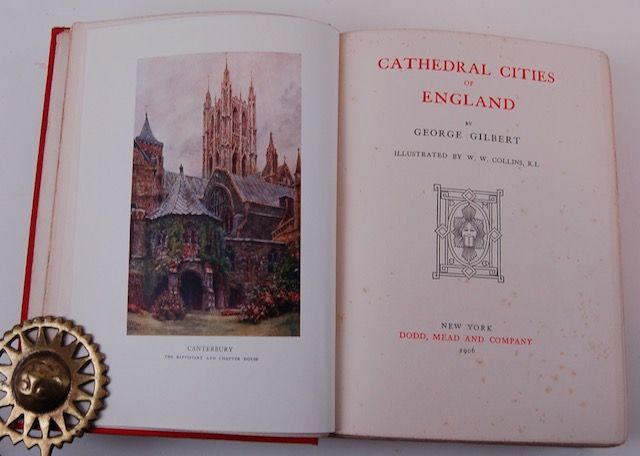 CANTERBURY
THE BAPTISTERY AND CHAPTER HOUSE
CATHEDRAL CITIES
OF
ENGLAND
BY
GEORGE GILBERT
ILLUSTRATED BY W. W. COLLINS, R.I.
NEW YORK
DODD, MEAD AND COMPANY
1906